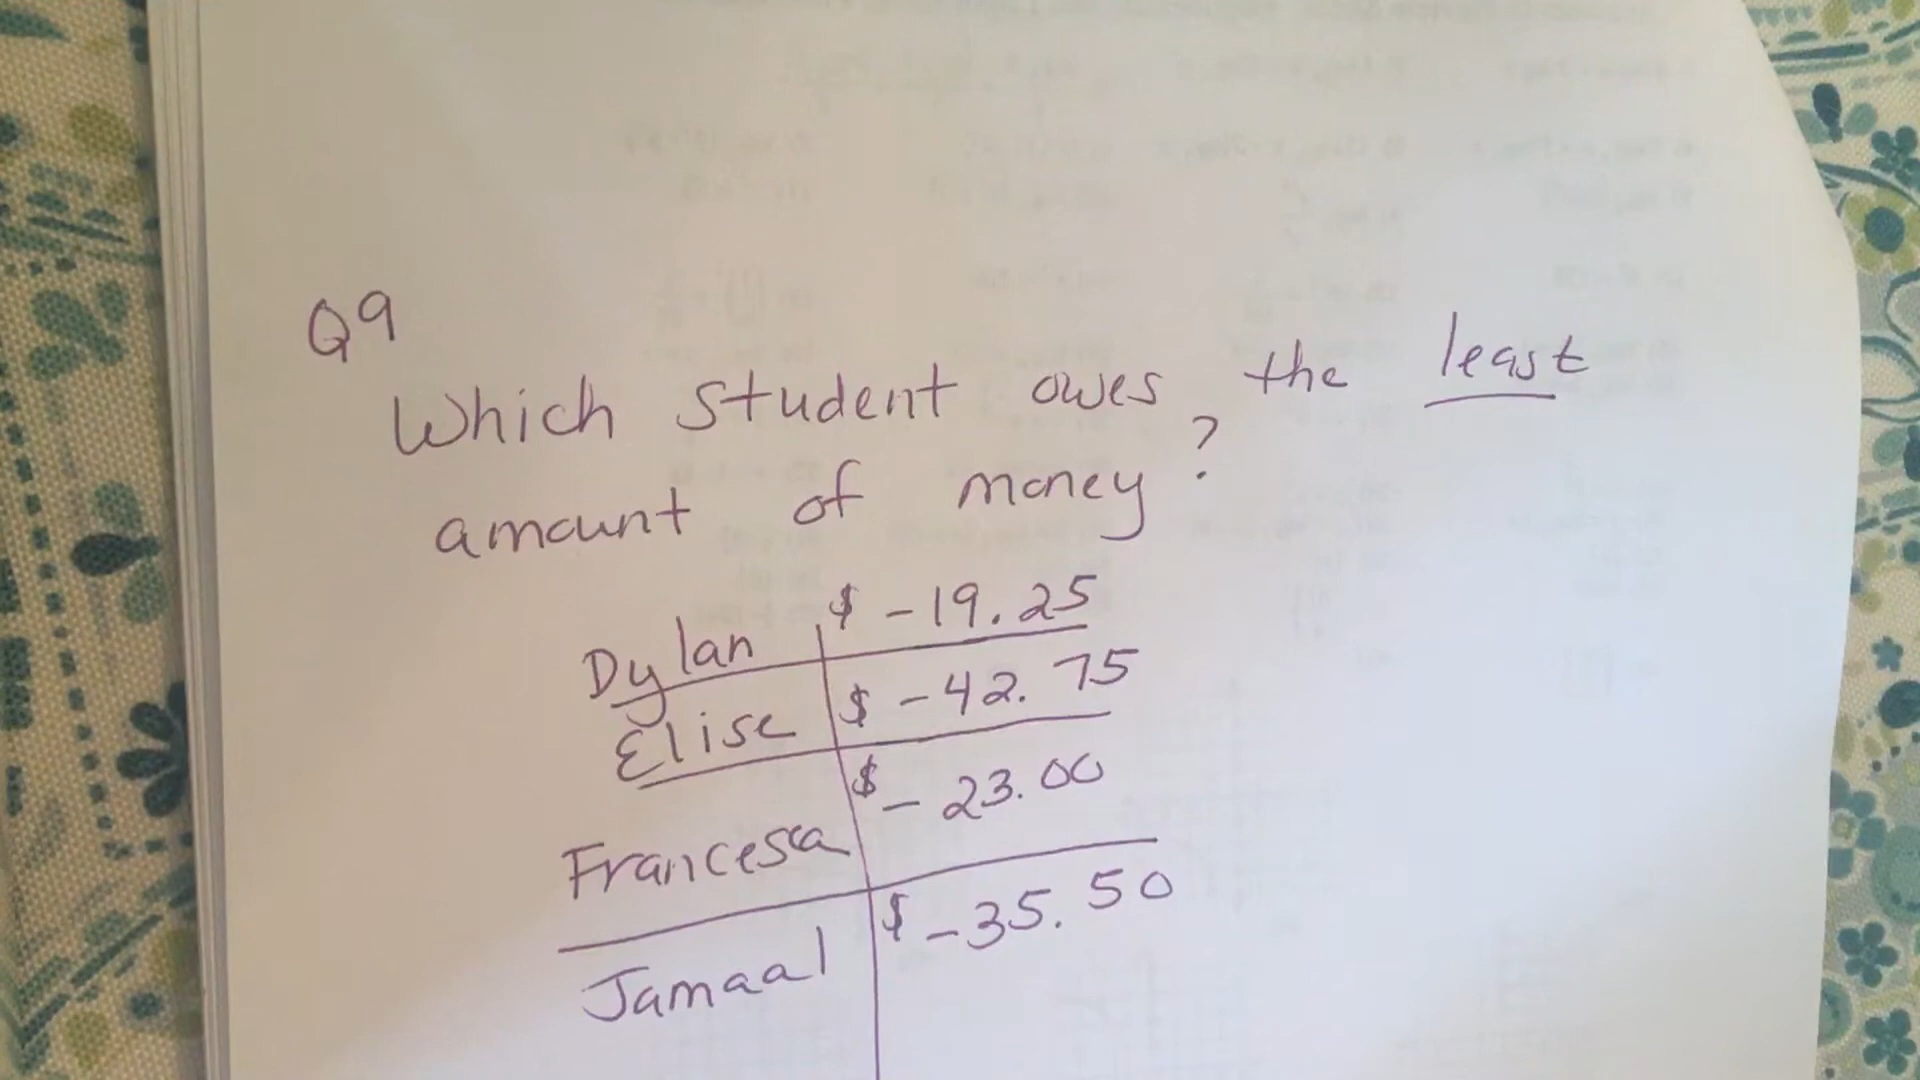 Q9
Which student owes the least
amount of money?
Dylan $ -19.25
Elise $ -42.75
Francesca $ -23.00
Jamaal $ -35.50